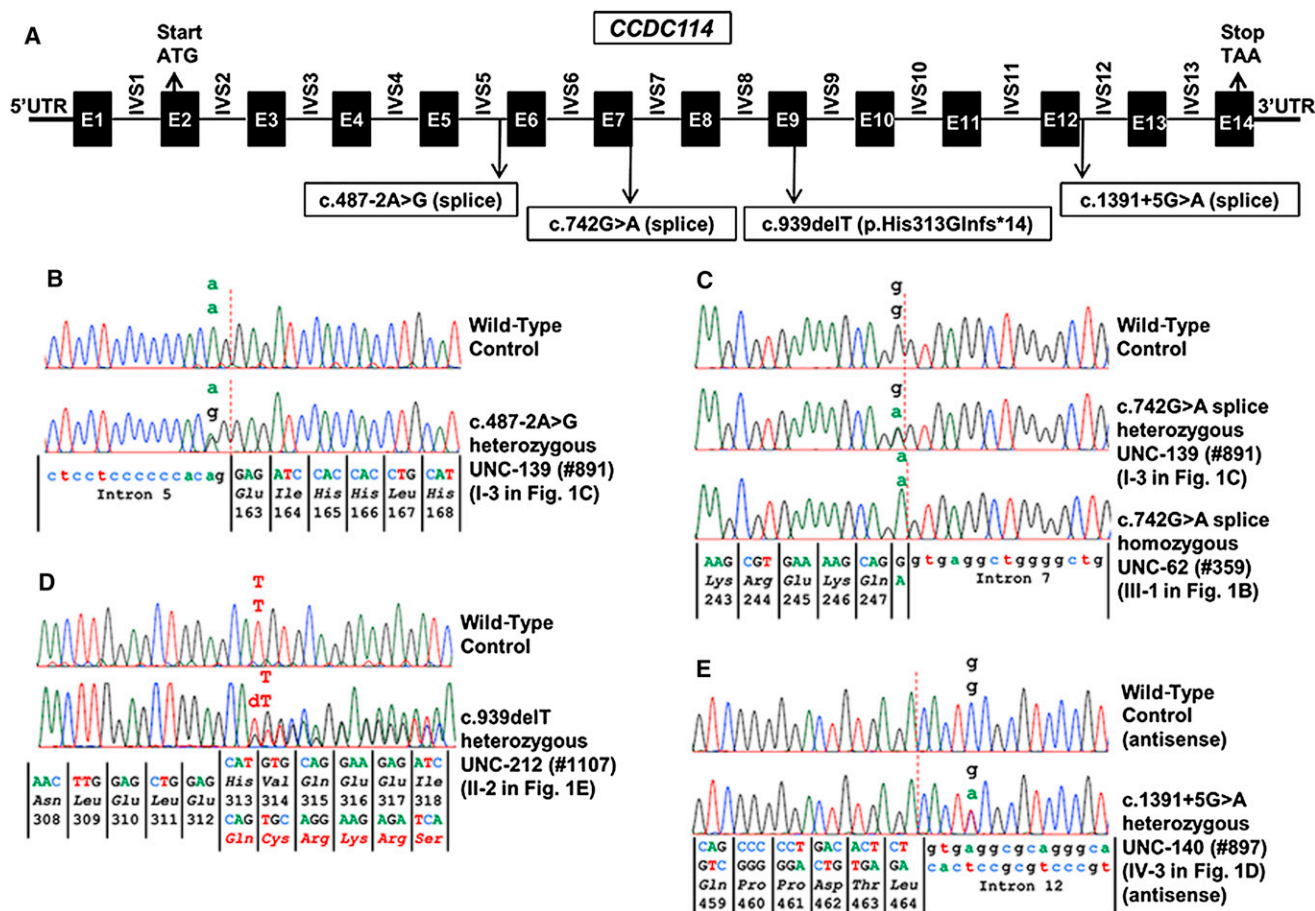 A
CCDC114
Start
ATG
Stop
TAA
5'UTR
IVS1
IVS2
IVS3
IVS4
IVS5
IVS6
IVS7
IVS8
IVS9
IVS10
IVS11
IVS12
IVS13
3'UTR
E1
E2
E3
E4
E5
E6
E7
E8
E9
E10
E11
E12
E13
E14
c.487-2A>G (splice)
c.742G>A (splice)
c.939delT (p.His313Glnfs*14)
c.1391+5G>A (splice)
B
a
a
Wild-Type
Control
a
g
c.487-2A>G
heterozygous
UNC-139 (#891)
(I-3 in Fig. 1C)
ctcctccccccacag GAG ATC CAC CAC CTG CAT
Intron 5 Glu Ile His His Leu His
163 164 165 166 167 168
C
g
g
Wild-Type
Control
g
a
c.742G>A splice
heterozygous
UNC-139 (#891)
(I-3 in Fig. 1C)
a
a
c.742G>A splice
homozygous
UNC-62 (#359)
(III-1 in Fig. 1B)
AAG CGT GAA AAG CAG G gtgaggctggggctg
Lys Arg Glu Lys Gln A Intron 7
243 244 245 246 247
D
T
T
Wild-Type
Control
T
dT
c.939delT
heterozygous
UNC-212 (#1107)
(II-2 in Fig. 1E)
CAT GTG CAG GAA GAG ATC
AAC TTG GAG CTG GAG His Val Gln Glu Glu Ile
Asn Leu Glu Leu Glu 313 314 315 316 317 318
308 309 310 311 312 CAG TGC AGG AAG AGA TCA
Gln Cys Arg Lys Arg Ser
E
g
g
Wild-Type
Control
(antisense)
g
a
c.1391+5G>A
heterozygous
UNC-140 (#897)
(IV-3 in Fig. 1D)
(antisense)
CAG CCC CCT GAC ACT CT gtgaggcgcagggca
GTC GGG GGA CTG TGA GA cactccgcgtcccgt
Gln Pro Pro Asp Thr Leu Intron 12
459 460 461 462 463 464